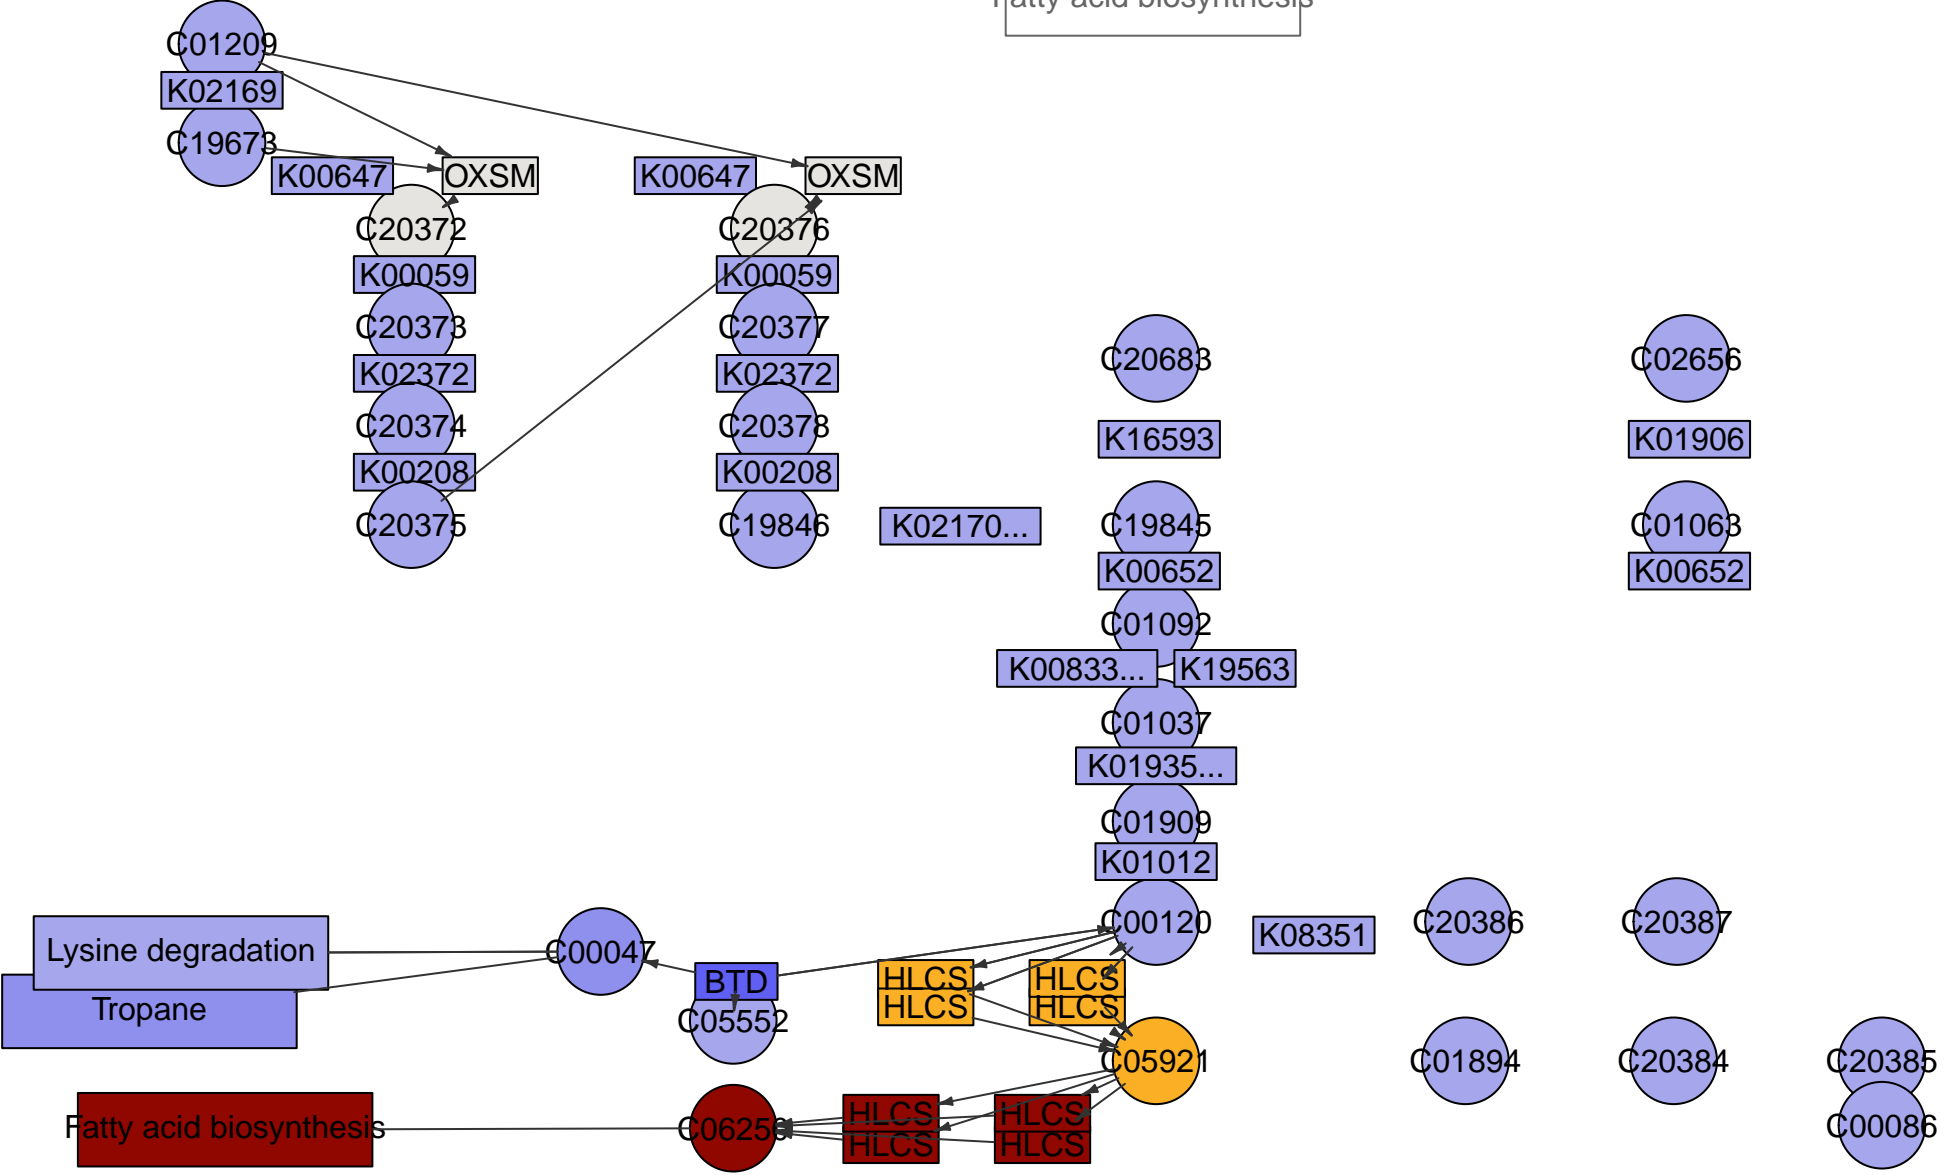 Fatty acid biosynthesis
C01209
K02169
C19673
K00647
OXSM
K00647
OXSM
C20372
C20376
K00059
K00059
C20373
C20377
C20683
C02656
K02372
K02372
C20374
C20378
K16593
K01906
K00208
K00208
C20375
C19846
K02170...
C19845
C01063
K00652
K00652
C01092
K00833...
K19563
C01037
K01935...
C01909
K01012
C00120
K08351
C20386
C20387
Lysine degradation
C00047
BTD
HLCS
HLCS
Tropane
C05552
HLCS
HLCS
C05921
C01894
C20384
C20385
Fatty acid biosynthesis
C06250
HLCS
HLCS
HLCS
HLCS
C00086